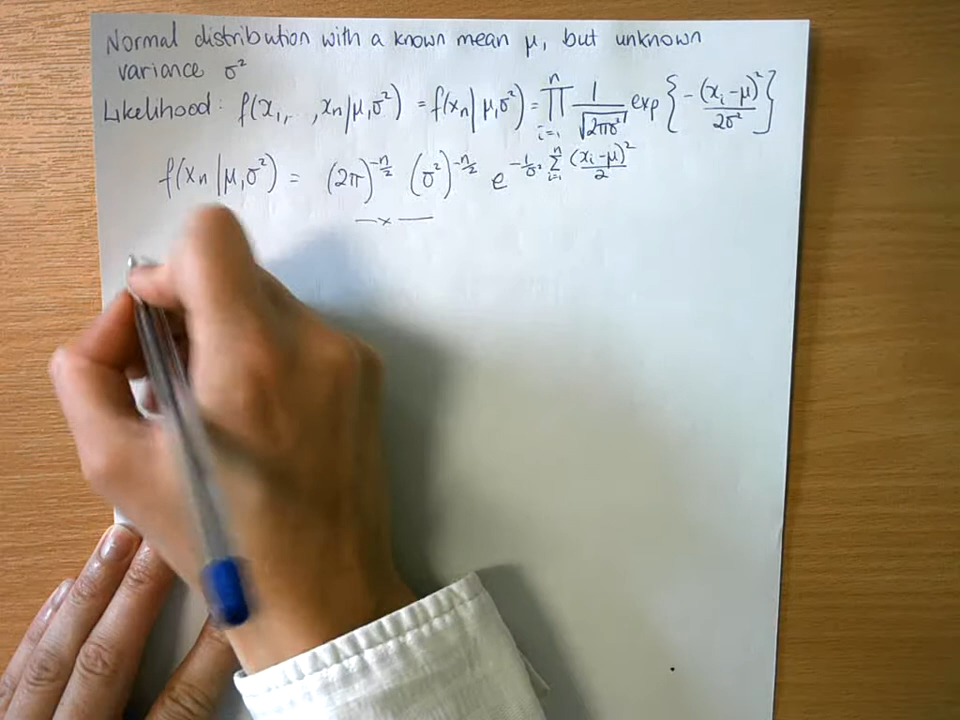 Normal distribution with a known mean μ, but unknown
variance σ²
Likelihood: f(x₁, , xₙ|μ,σ²) = f(xₙ|μ,σ²) = ∏ᵢ₌₁ⁿ 1/√(2πσ²) exp{-(xᵢ-μ)²/2σ²}
f(xₙ|μ,σ²) = (2π)^(-n/2) (σ²)^(-n/2) e^(-1/σ² ∑ᵢ₌₁ⁿ (xᵢ-μ)²/2)
—x—